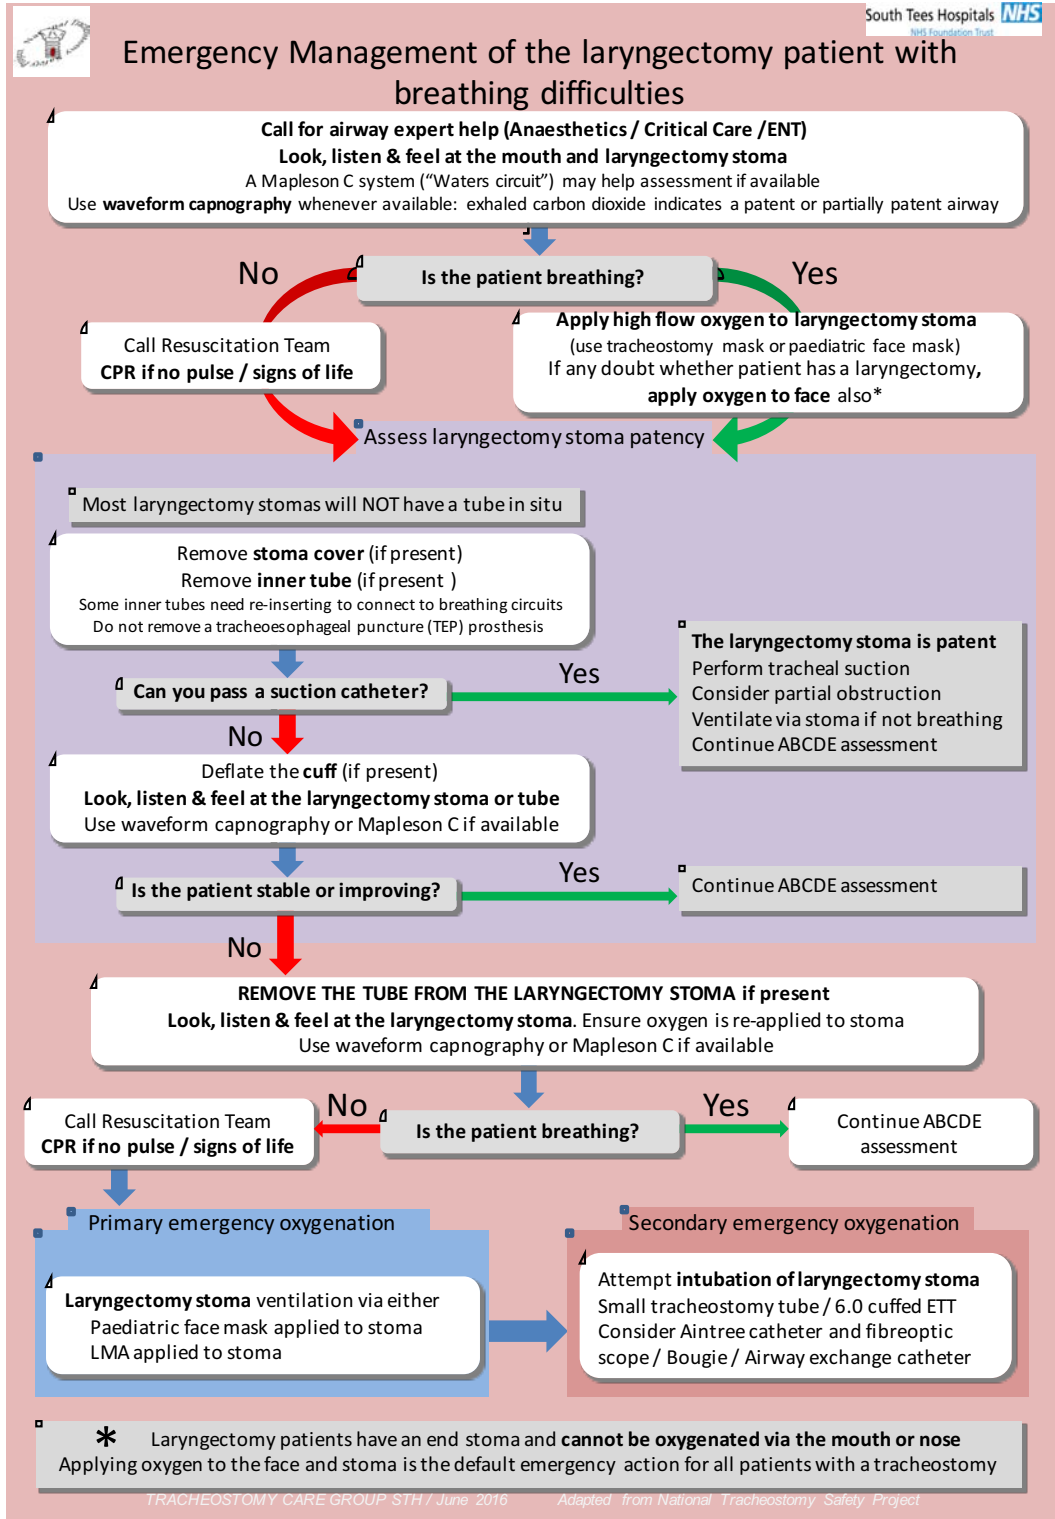 South Tees Hospitals NHS
NHS Foundation Trust
Emergency Management of the laryngectomy patient with
breathing difficulties
Call for airway expert help (Anaesthetics / Critical Care /ENT)
Look, listen & feel at the mouth and laryngectomy stoma
A Mapleson C system (“Waters circuit”) may help assessment if available
Use waveform capnography whenever available: exhaled carbon dioxide indicates a patent or partially patent airway
No
Is the patient breathing?
Yes
Call Resuscitation Team
CPR if no pulse / signs of life
Apply high flow oxygen to laryngectomy stoma
(use tracheostomy mask or paediatric face mask)
If any doubt whether patient has a laryngectomy,
apply oxygen to face also*
Assess laryngectomy stoma patency
Most laryngectomy stomas will NOT have a tube in situ
Remove stoma cover (if present)
Remove inner tube (if present )
Some inner tubes need re-inserting to connect to breathing circuits
Do not remove a tracheoesophageal puncture (TEP) prosthesis
Can you pass a suction catheter?
Yes
The laryngectomy stoma is patent
Perform tracheal suction
Consider partial obstruction
Ventilate via stoma if not breathing
Continue ABCDE assessment
No
Deflate the cuff (if present)
Look, listen & feel at the laryngectomy stoma or tube
Use waveform capnography or Mapleson C if available
Is the patient stable or improving?
Yes
Continue ABCDE assessment
No
REMOVE THE TUBE FROM THE LARYNGECTOMY STOMA if present
Look, listen & feel at the laryngectomy stoma. Ensure oxygen is re-applied to stoma
Use waveform capnography or Mapleson C if available
Call Resuscitation Team
CPR if no pulse / signs of life
No
Is the patient breathing?
Yes
Continue ABCDE
assessment
Primary emergency oxygenation
Laryngectomy stoma ventilation via either
Paediatric face mask applied to stoma
LMA applied to stoma
Secondary emergency oxygenation
Attempt intubation of laryngectomy stoma
Small tracheostomy tube / 6.0 cuffed ETT
Consider Aintree catheter and fibreoptic
scope / Bougie / Airway exchange catheter
* Laryngectomy patients have an end stoma and cannot be oxygenated via the mouth or nose
Applying oxygen to the face and stoma is the default emergency action for all patients with a tracheostomy
TRACHEOSTOMY CARE GROUP STH / June 2016 Adapted from National Tracheostomy Safety Project